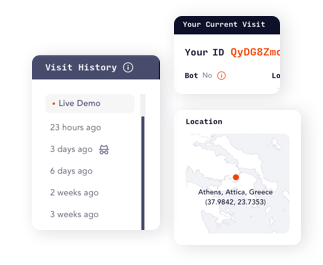 Your Current Visit
Your ID QyDG8Zmc
Bot No
Lo
Visit History
Live Demo
23 hours ago
3 days ago
6 days ago
2 weeks ago
3 weeks ago
Location
Athens, Attica, Greece
(37.9842, 23.7353)